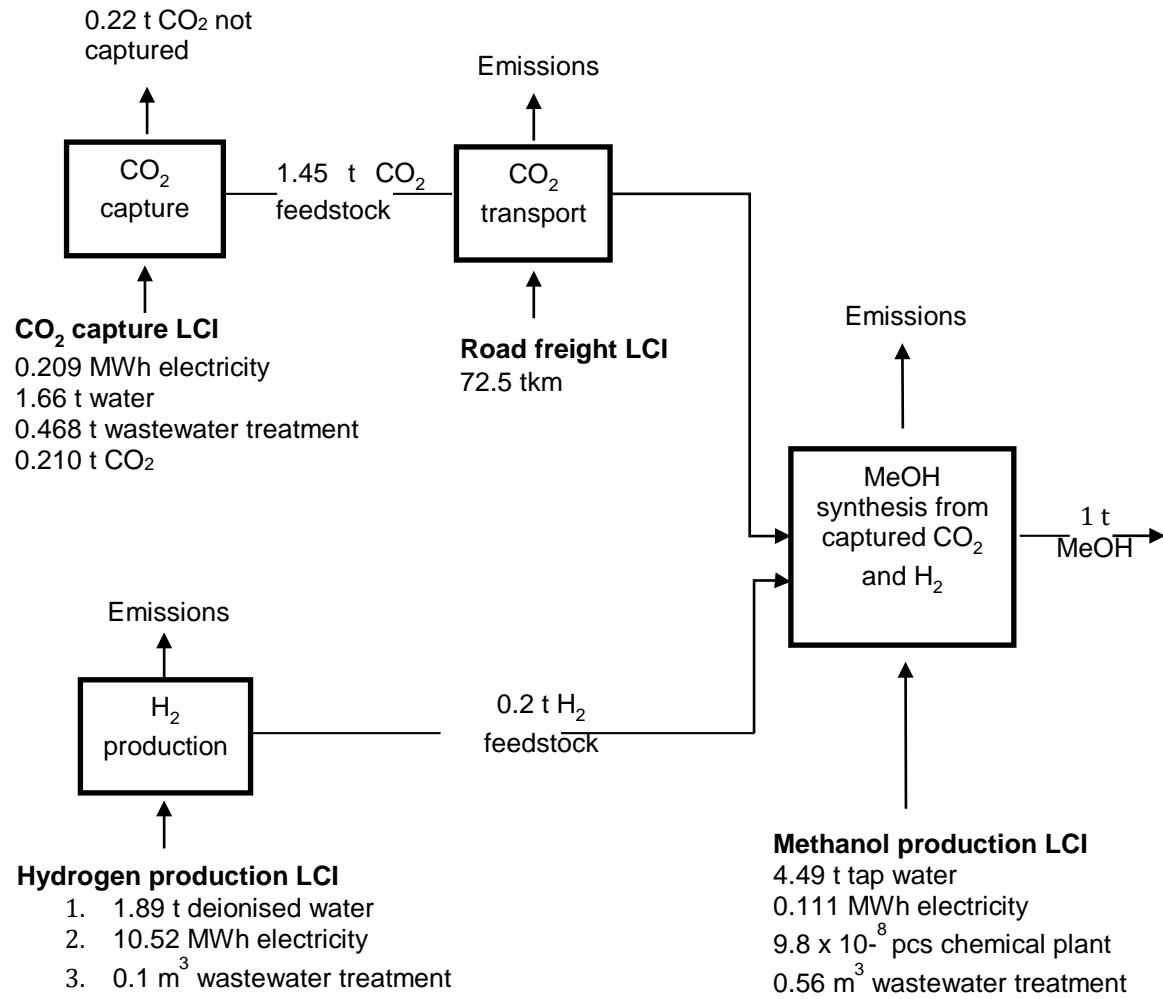 0.22 t CO₂ not
captured
Emissions
CO₂
capture
1.45 t CO₂
feedstock
CO₂
transport
CO₂ capture LCI
0.209 MWh electricity
1.66 t water
0.468 t wastewater treatment
0.210 t CO₂
Road freight LCI
72.5 tkm
Emissions
MeOH
synthesis from
captured CO₂
and H₂
1 t
MeOH
Emissions
H₂
production
0.2 t H₂
feedstock
Hydrogen production LCI
1. 1.89 t deionised water
2. 10.52 MWh electricity
3. 0.1 m³ wastewater treatment
Methanol production LCI
4.49 t tap water
0.111 MWh electricity
9.8 x 10-⁸ pcs chemical plant
0.56 m³ wastewater treatment